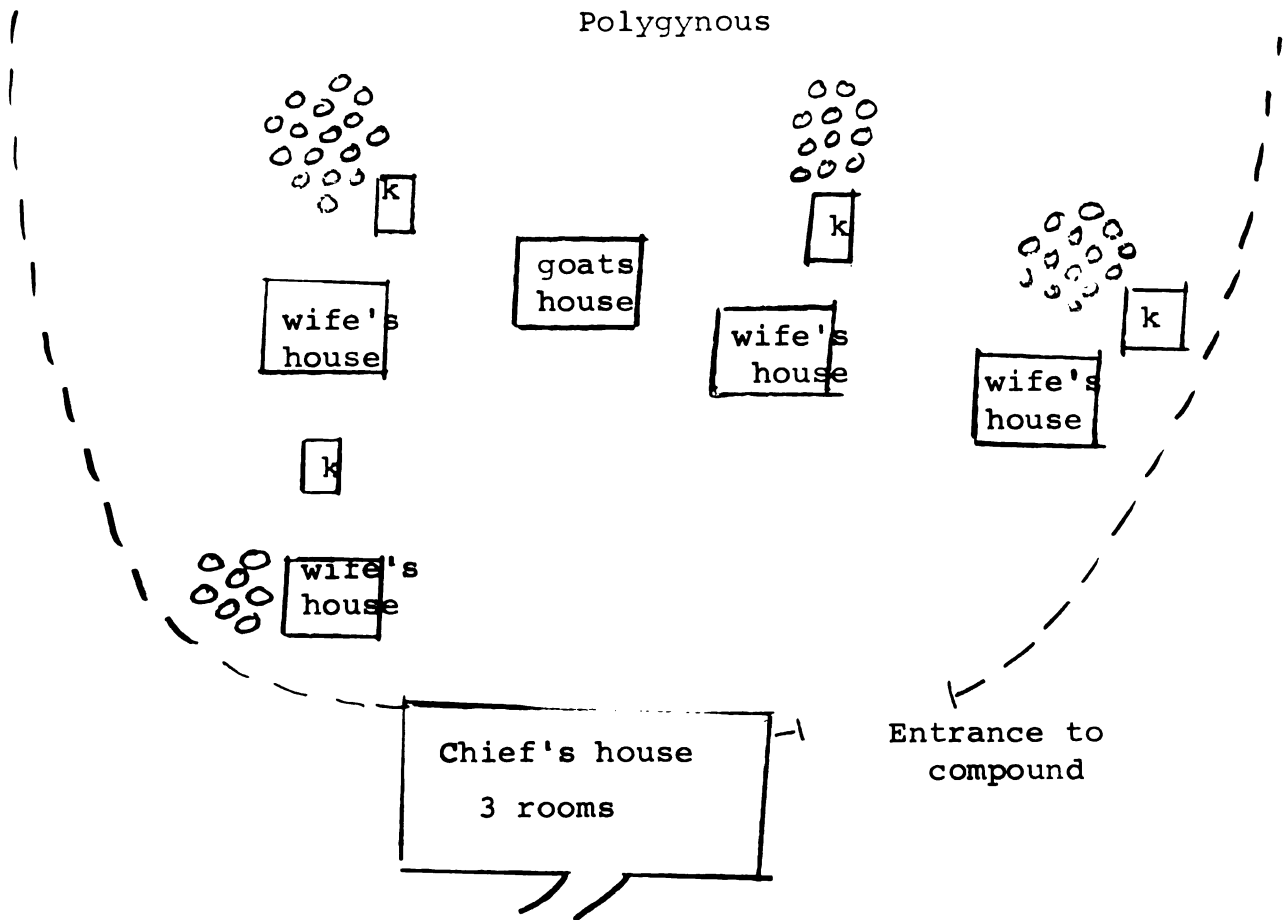 Polygynous
k
k
goats
house
k
wife's
house
wife's
house
wife's
house
k
wife's
house
Chief's house
3 rooms
Entrance to
compound